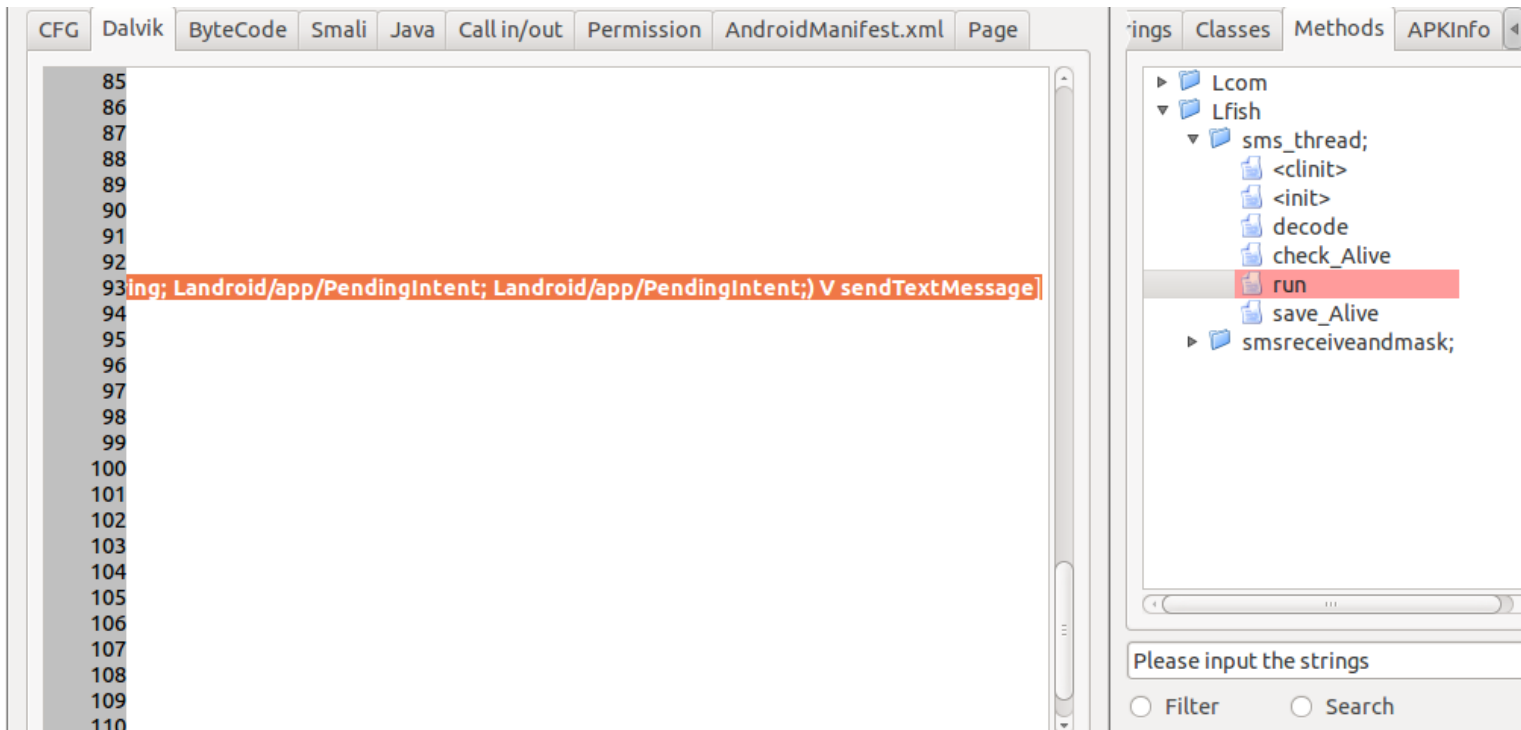 CFG Dalvik ByteCode Smali Java Call in/out Permission AndroidManifest.xml Page
85
86
87
88
89
90
91
92
93 ing; Landroid/app/PendingIntent; Landroid/app/PendingIntent;) V sendTextMessage]
94
95
96
97
98
99
100
101
102
103
104
105
106
107
108
109
110
rings Classes Methods APKInfo
Lcom
Lfish
sms_thread;
<clinit>
<init>
decode
check_Alive
run
save_Alive
smsreceiveandmask;
Please input the strings
Filter Search